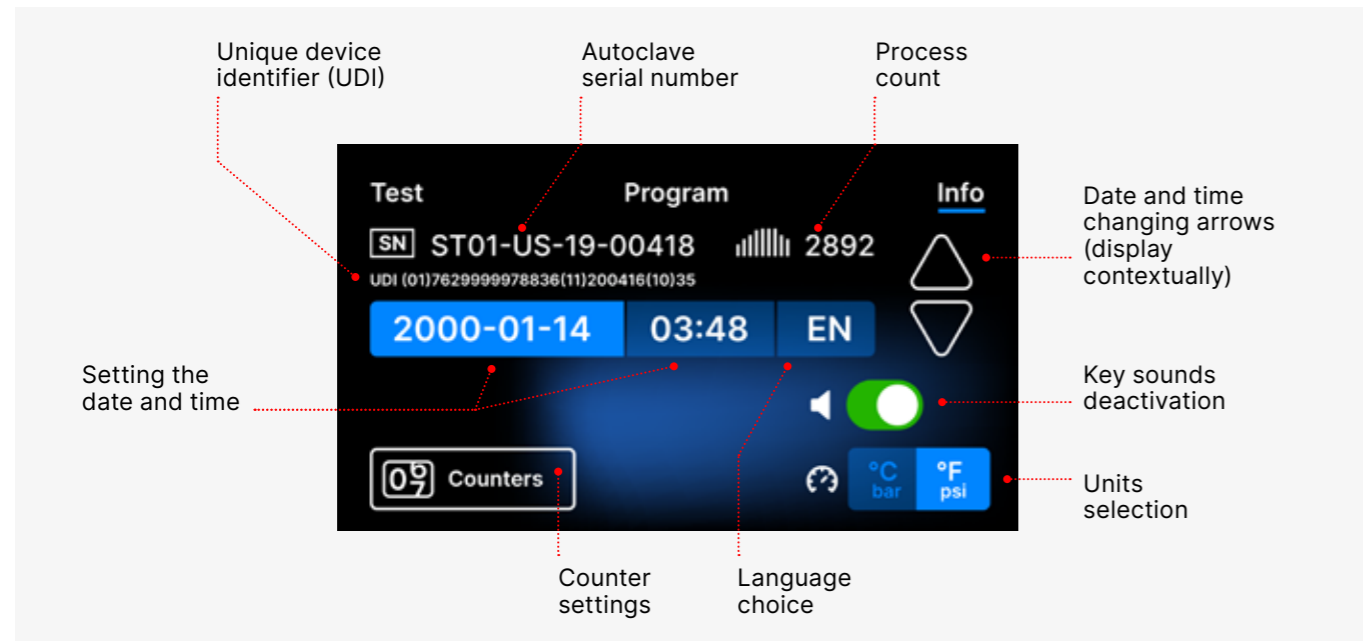 Unique device
identifier (UDI)
Autoclave
serial number
Process
count
Test Program Info
SN ST01-US-19-00418 2892
UDI (01)7629999978836(11)200416(10)35
2000-01-14 03:48 EN
Date and time
changing arrows
(display
contextually)
Setting the
date and time
Key sounds
deactivation
09 7 Counters
°C
bar
°F
psi
Units
selection
Counter
settings
Language
choice